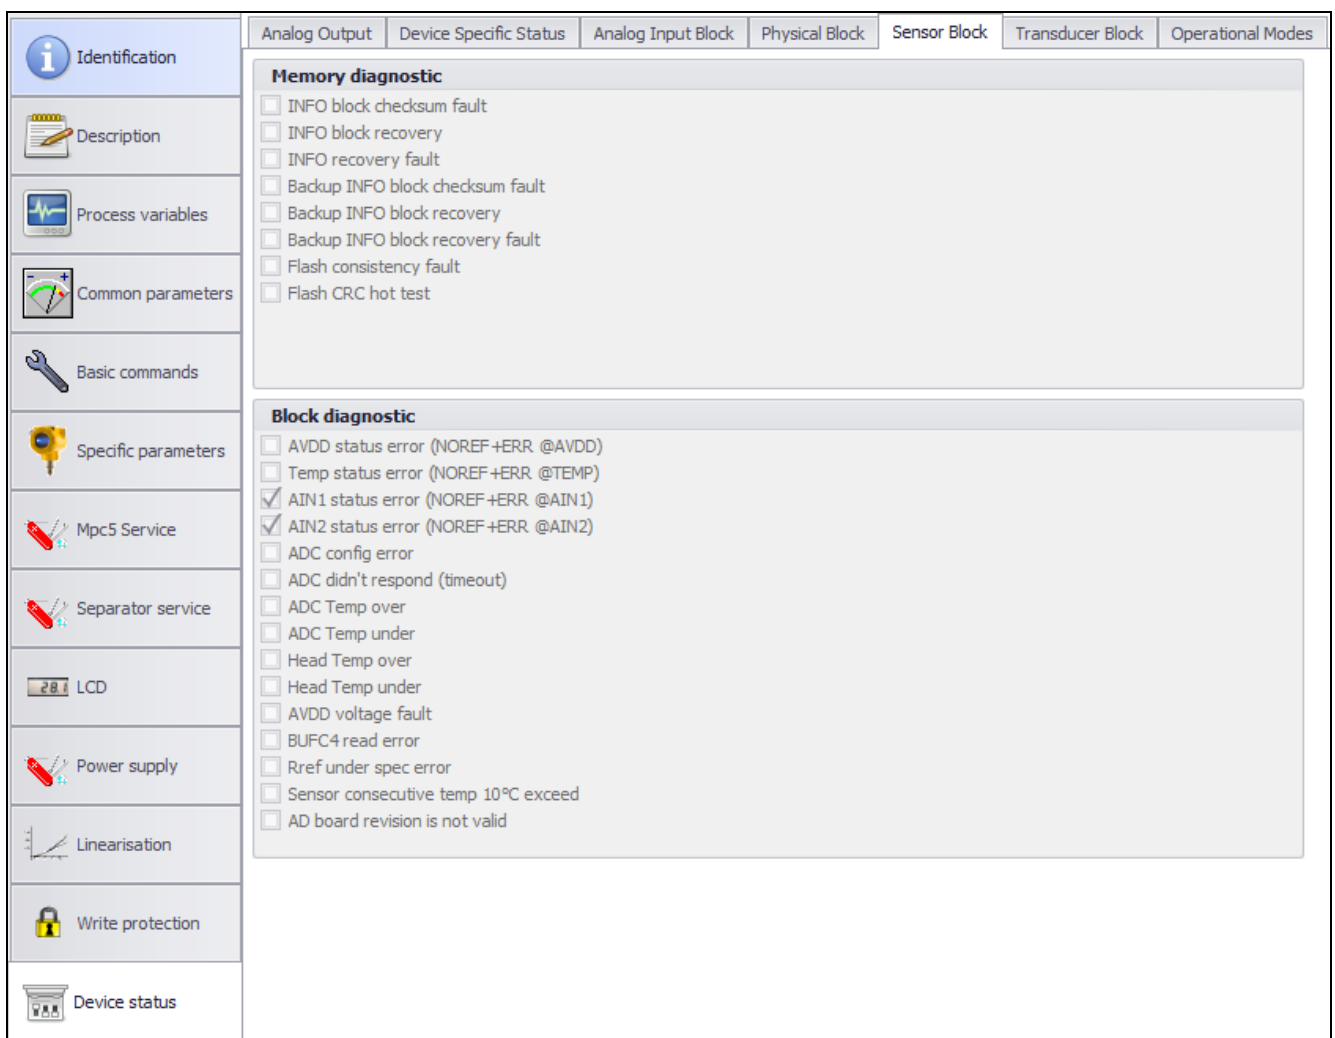 Identification
Description
Process variables
Common parameters
Basic commands
Specific parameters
Mpc5 Service
Separator service
28.1 LCD
Power supply
Linearisation
Write protection
Device status
Analog Output Device Specific Status Analog Input Block Physical Block Sensor Block Transducer Block Operational Modes
Memory diagnostic
INFO block checksum fault
INFO block recovery
INFO recovery fault
Backup INFO block checksum fault
Backup INFO block recovery
Backup INFO block recovery fault
Flash consistency fault
Flash CRC hot test
Block diagnostic
AVDD status error (NOREF+ERR @AVDD)
Temp status error (NOREF+ERR @TEMP)
AIN1 status error (NOREF+ERR @AIN1)
AIN2 status error (NOREF+ERR @AIN2)
ADC config error
ADC didn't respond (timeout)
ADC Temp over
ADC Temp under
Head Temp over
Head Temp under
AVDD voltage fault
BUFC4 read error
Rref under spec error
Sensor consecutive temp 10°C exceed
AD board revision is not valid